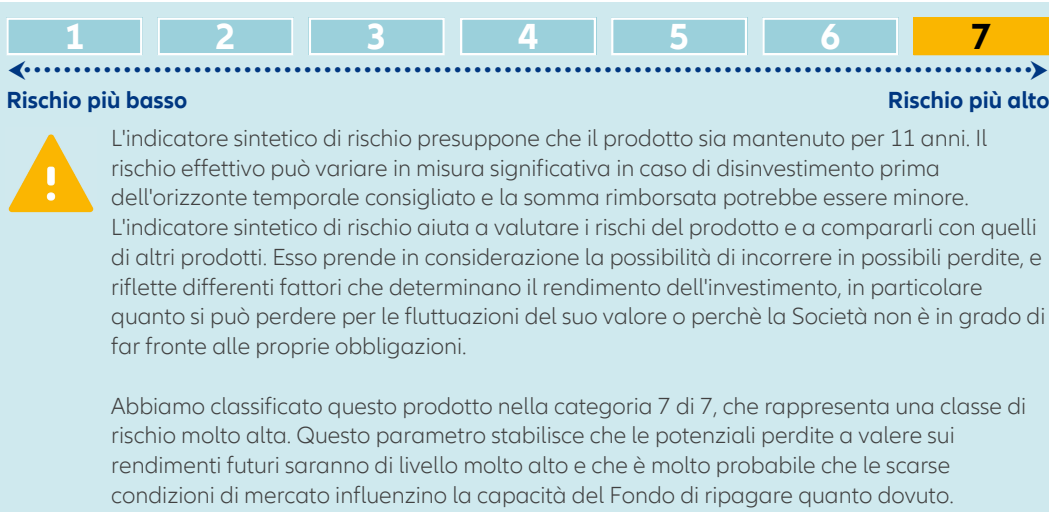 1 2 3 4 5 6 7
Rischio più basso Rischio più alto
L'indicatore sintetico di rischio presuppone che il prodotto sia mantenuto per 11 anni. Il
rischio effettivo può variare in misura significativa in caso di disinvestimento prima
dell'orizzonte temporale consigliato e la somma rimborsata potrebbe essere minore.
L'indicatore sintetico di rischio aiuta a valutare i rischi del prodotto e a compararli con quelli
di altri prodotti. Esso prende in considerazione la possibilità di incorrere in possibili perdite, e
riflette differenti fattori che determinano il rendimento dell'investimento, in particolare
quanto si può perdere per le fluttuazioni del suo valore o perchè la Società non è in grado di
far fronte alle proprie obbligazioni.
Abbiamo classificato questo prodotto nella categoria 7 di 7, che rappresenta una classe di
rischio molto alta. Questo parametro stabilisce che le potenziali perdite a valere sui
rendimenti futuri saranno di livello molto alto e che è molto probabile che le scarse
condizioni di mercato influenzino la capacità del Fondo di ripagare quanto dovuto.